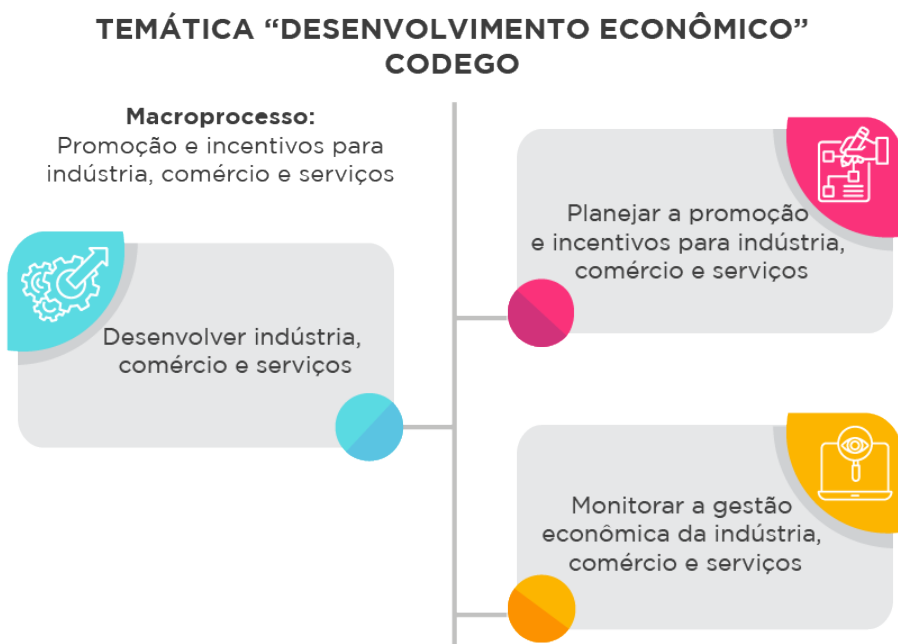 TEMÁTICA “DESENVOLVIMENTO ECONÔMICO”
CODEGO
Macroprocesso:
Promoção e incentivos para
indústria, comércio e serviços
Planejar a promoção
e incentivos para indústria,
comércio e serviços
Desenvolver indústria,
comércio e serviços
Monitorar a gestão
econômica da indústria,
comércio e serviços